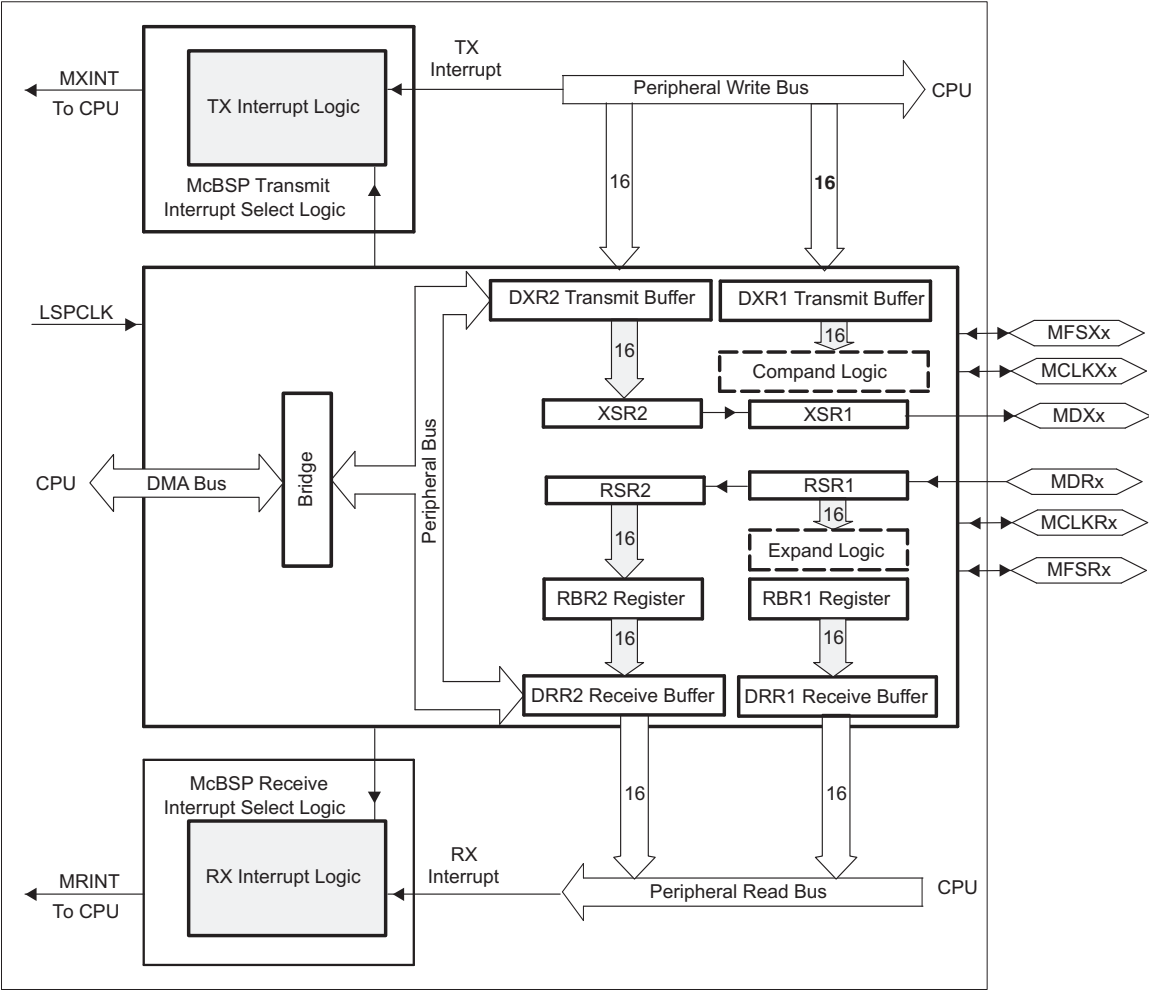 TX
Interrupt
MXINT
To CPU
TX Interrupt Logic
Peripheral Write Bus
CPU
McBSP Transmit
Interrupt Select Logic
16
16
LSPCLK
DXR2 Transmit Buffer
DXR1 Transmit Buffer
16
16
MFSXx
Compand Logic
MCLKXx
XSR2
XSR1
MDXx
CPU
DMA Bus
Bridge
Peripheral Bus
RSR2
RSR1
MDRx
16
16
MCLKRx
Expand Logic
MFSRx
RBR2 Register
RBR1 Register
16
16
DRR2 Receive Buffer
DRR1 Receive Buffer
McBSP Receive
Interrupt Select Logic
16
16
RX Interrupt Logic
RX
Interrupt
MRINT
To CPU
Peripheral Read Bus
CPU